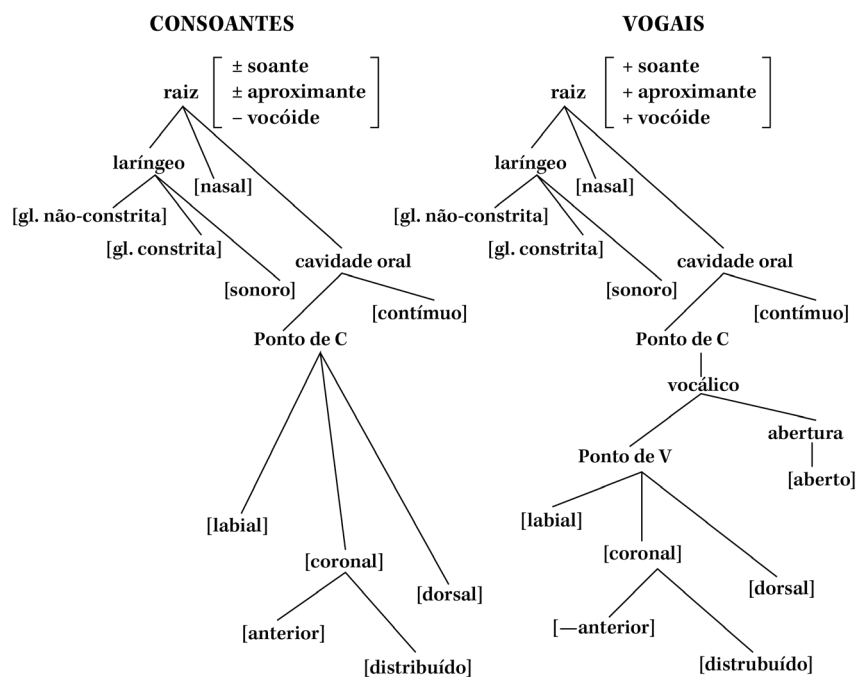 CONSOANTES
raiz
± soante
± aproximante
− vocóide
laríngeo
[nasal]
[gl. não-constrita]
[gl. constrita]
[sonoro]
cavidade oral
[contímuo]
Ponto de C
[labial]
[coronal]
[dorsal]
[anterior]
[distribuído]
VOGAIS
raiz
+ soante
+ aproximante
+ vocóide
laríngeo
[nasal]
[gl. não-constrita]
[gl. constrita]
[sonoro]
cavidade oral
[contímuo]
Ponto de C
vocálico
Ponto de V
abertura
[aberto]
[labial]
[coronal]
[dorsal]
[—anterior]
[distrubuído]